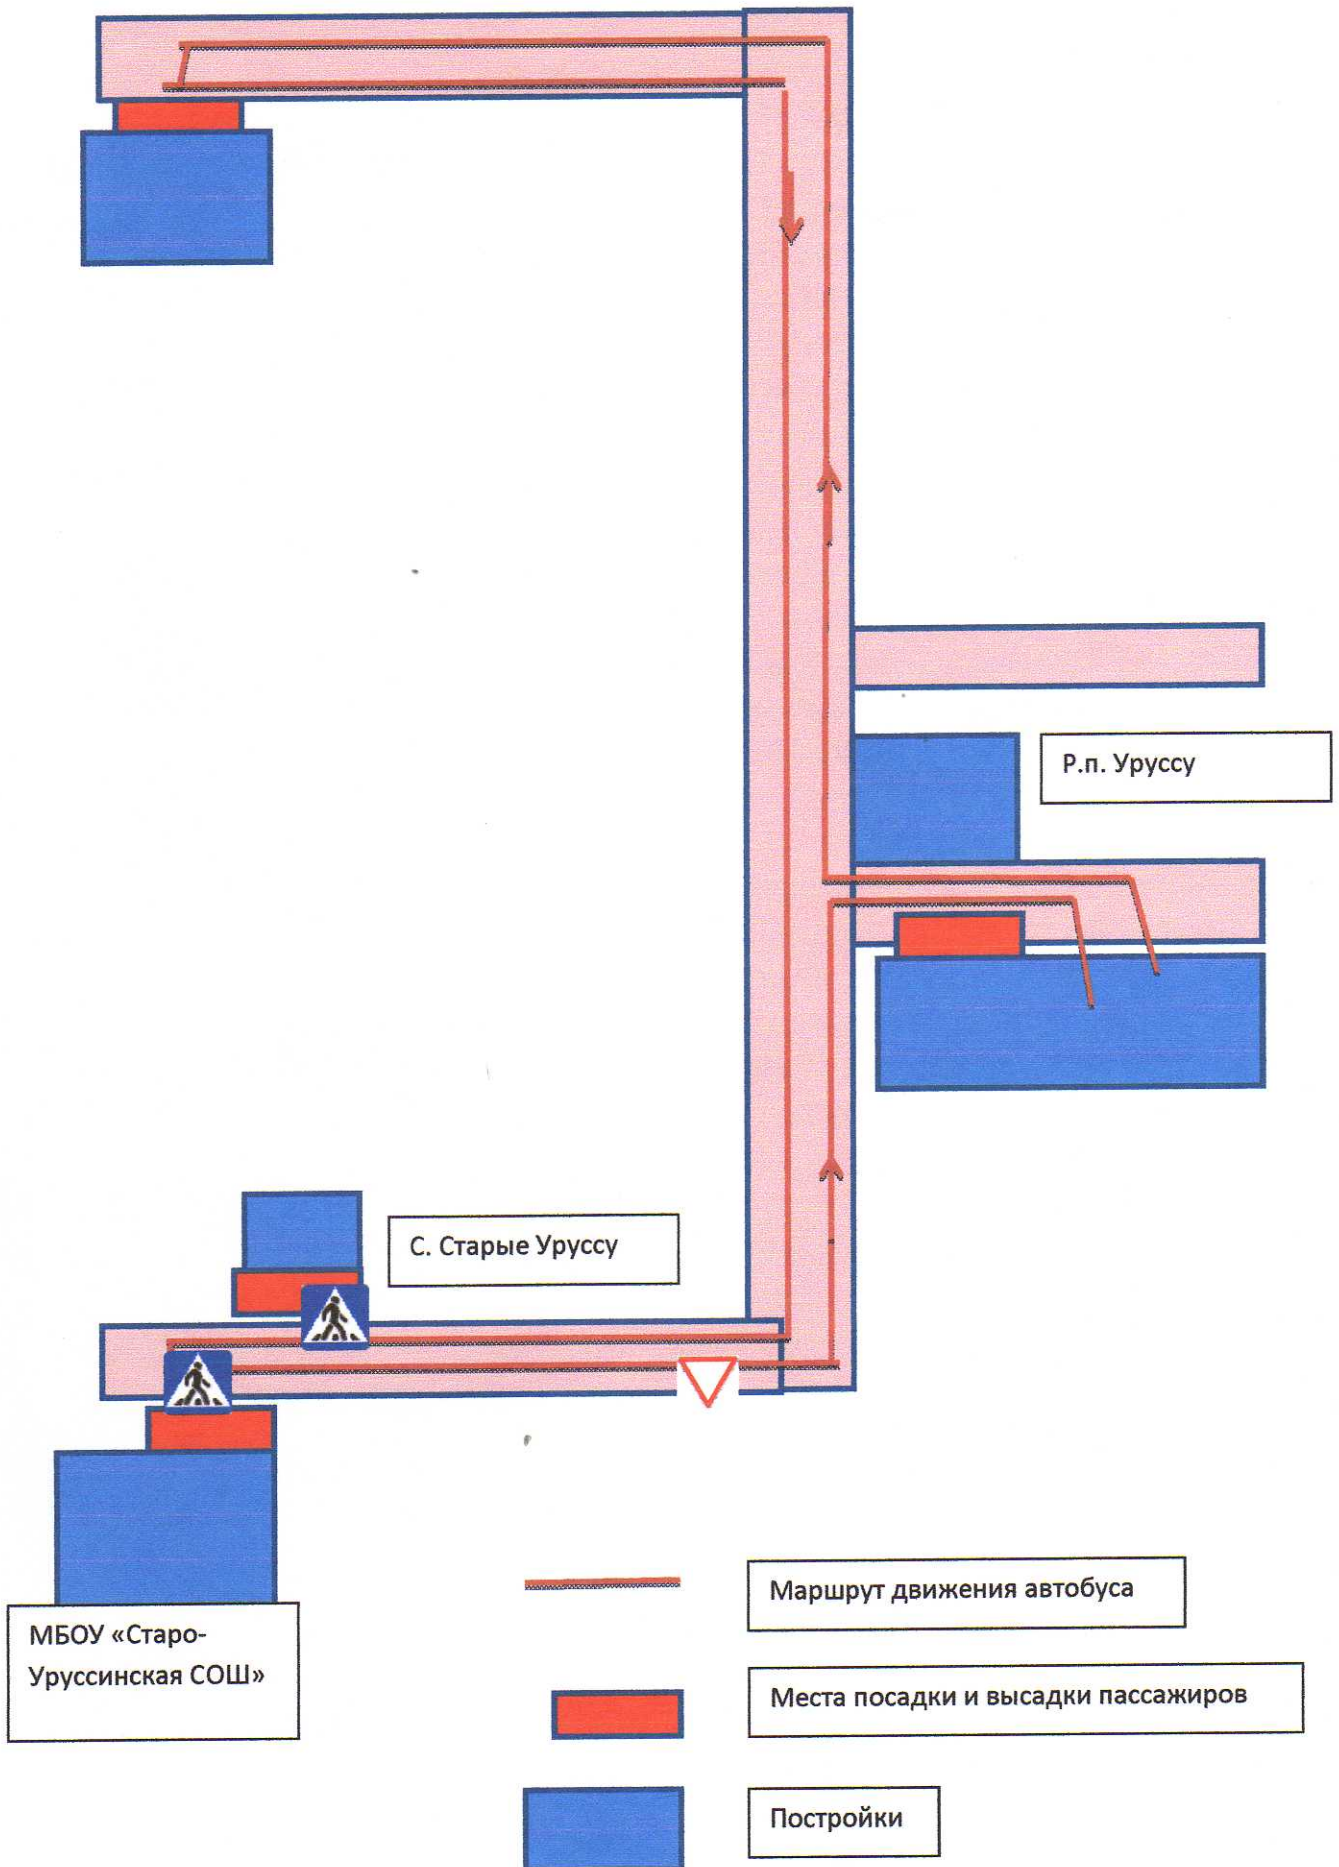 Р.п. Уруссу
С. Старые Уруссу
МБОУ «Старо-
Уруссинская СОШ»
Маршрут движения автобуса
Места посадки и высадки пассажиров
Постройки